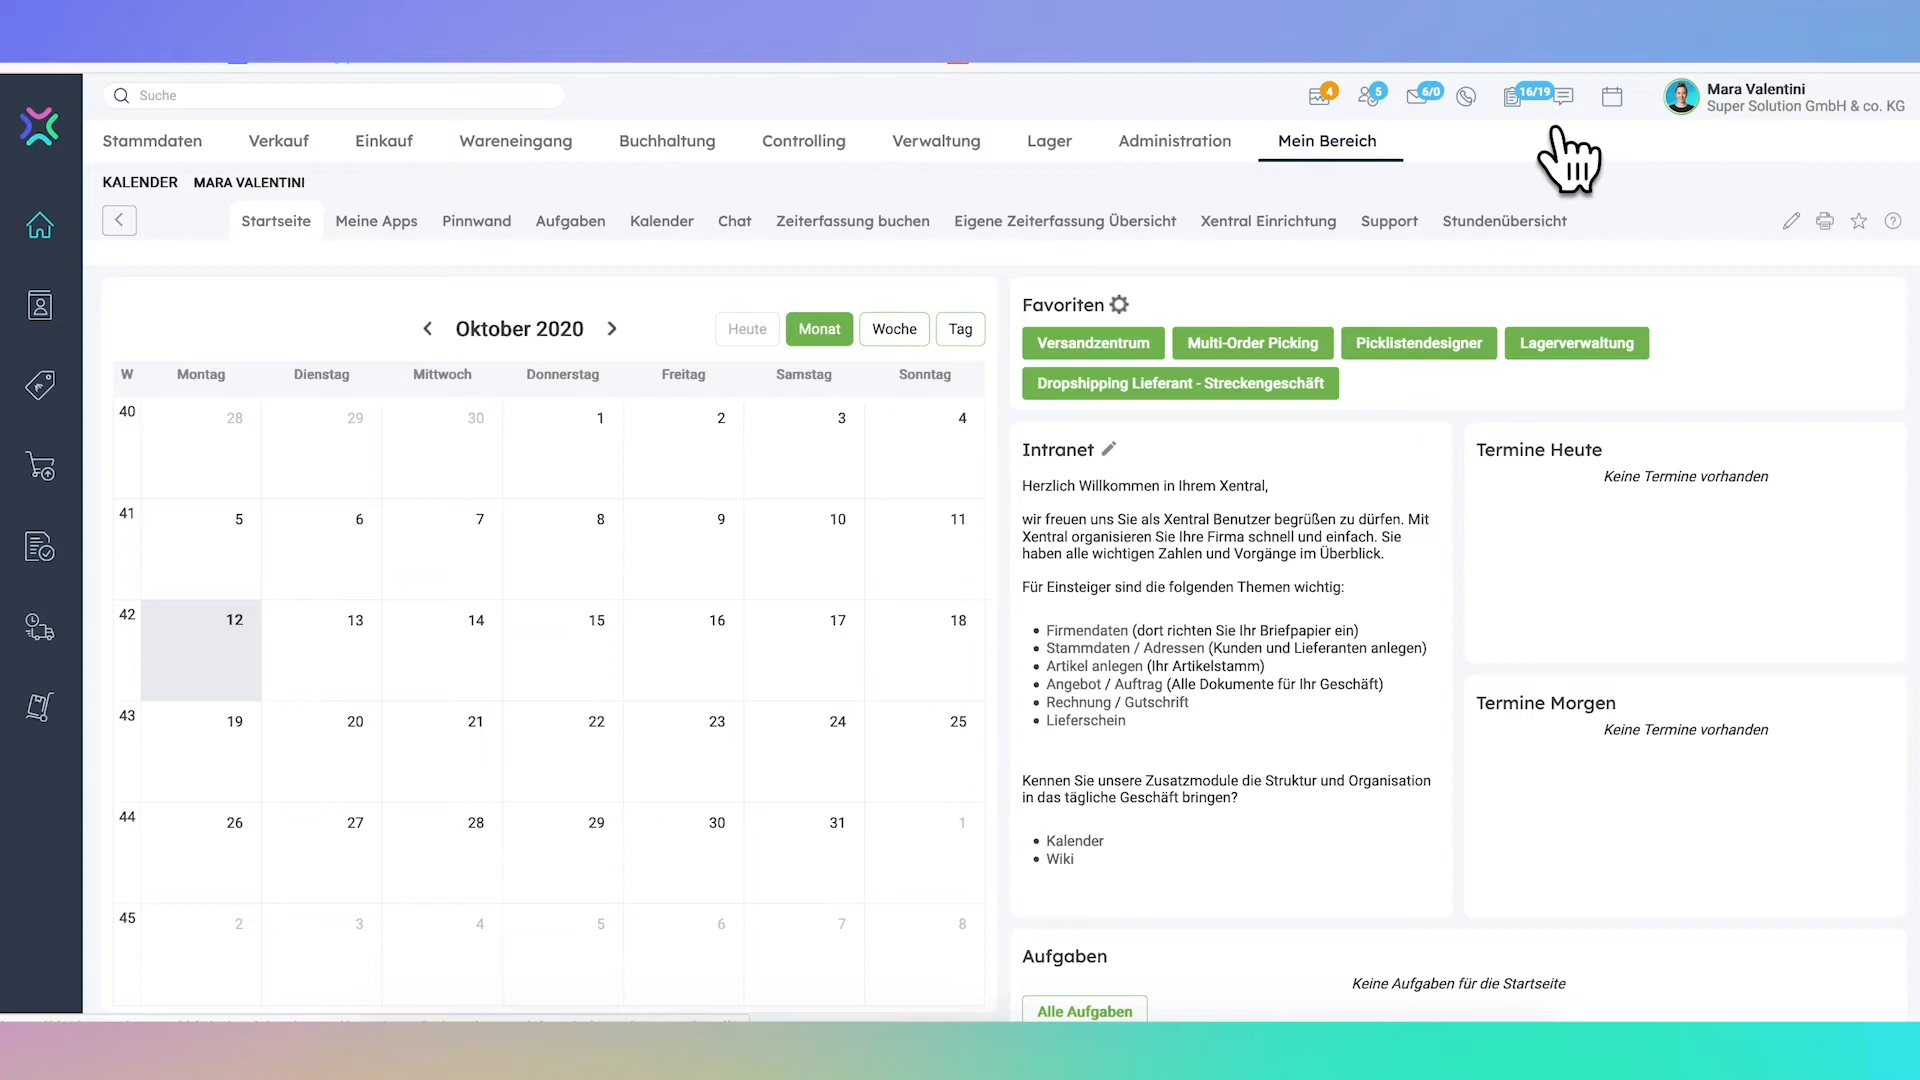 Suche
4
5
6/0
16/19
Mara Valentini
Super Solution GmbH & co. KG
Stammdaten Verkauf Einkauf Wareneingang Buchhaltung Controlling Verwaltung Lager Administration Mein Bereich
KALENDER MARA VALENTINI
Startseite Meine Apps Pinnwand Aufgaben Kalender Chat Zeiterfassung buchen Eigene Zeiterfassung Übersicht Xentral Einrichtung Support Stundenübersicht
Oktober 2020
Heute Monat Woche Tag
W Montag Dienstag Mittwoch Donnerstag Freitag Samstag Sonntag
40 28 29 30 1 2 3 4
41 5 6 7 8 9 10 11
42 12 13 14 15 16 17 18
43 19 20 21 22 23 24 25
44 26 27 28 29 30 31 1
45 2 3 4 5 6 7 8
Favoriten
Versandzentrum Multi-Order Picking Picklistendesigner Lagerverwaltung
Dropshipping Lieferant - Streckengeschäft
Intranet
Herzlich Willkommen in Ihrem Xentral,
wir freuen uns Sie als Xentral Benutzer begrüßen zu dürfen. Mit
Xentral organisieren Sie Ihre Firma schnell und einfach. Sie
haben alle wichtigen Zahlen und Vorgänge im Überblick.
Für Einsteiger sind die folgenden Themen wichtig:
• Firmendaten (dort richten Sie Ihr Briefpapier ein)
• Stammdaten / Adressen (Kunden und Lieferanten anlegen)
• Artikel anlegen (Ihr Artikelstamm)
• Angebot / Auftrag (Alle Dokumente für Ihr Geschäft)
• Rechnung / Gutschrift
• Lieferschein
Kennen Sie unsere Zusatzmodule die Struktur und Organisation
in das tägliche Geschäft bringen?
• Kalender
• Wiki
Termine Heute
Keine Termine vorhanden
Termine Morgen
Keine Termine vorhanden
Aufgaben
Keine Aufgaben für die Startseite
Alle Aufgaben